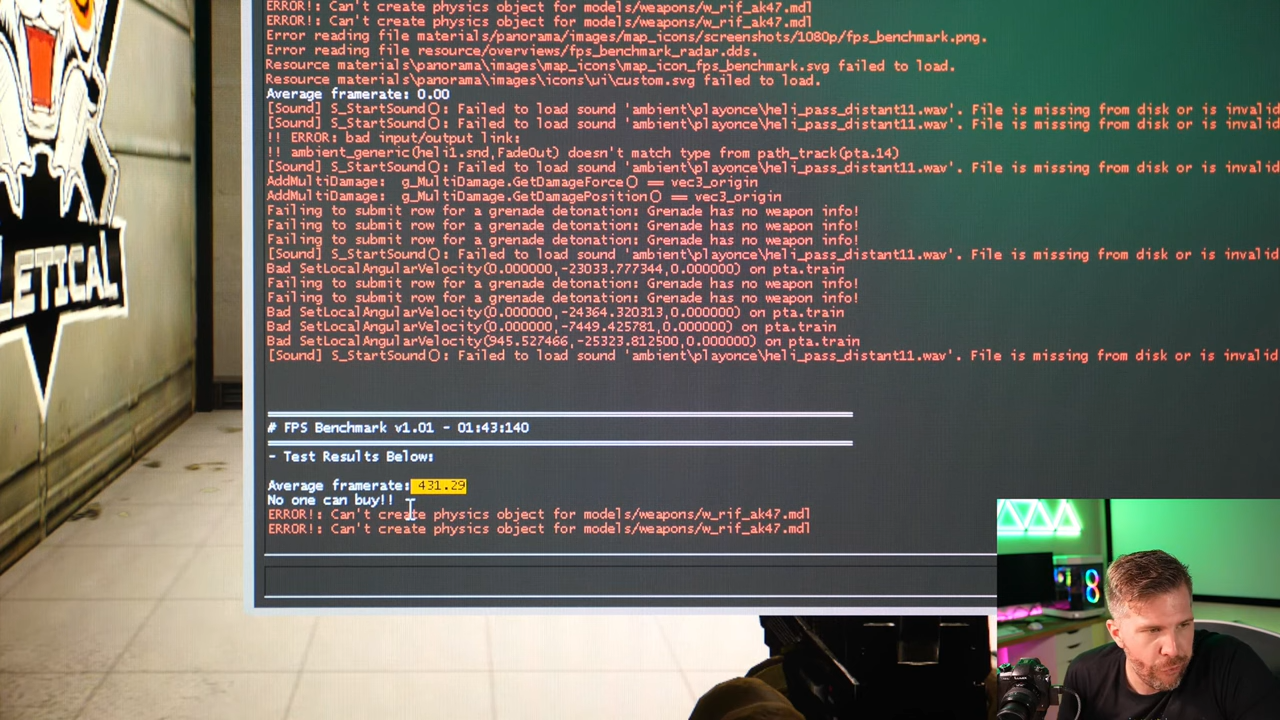 ERROR!: Can't create physics object for models/weapons/w_rif_ak47.mdl
ERROR!: Can't create physics object for models/weapons/w_rif_ak47.mdl
Error reading file materials/panorama/images/map_icons/screenshots/1080p/fps_benchmark.png.
Error reading file resource/overviews/fps_benchmark_radar.dds.
Resource materials\panorama\images\map_icons\map_icon_fps_benchmark.svg failed to load.
Resource materials\panorama\images\icons\ui\custom.svg failed to load.
Average framerate: 0.00
[Sound] S_StartSound(): Failed to load sound 'ambient\playonce\heli_pass_distant11.wav'. File is missing from disk or is invalid
[Sound] S_StartSound(): Failed to load sound 'ambient\playonce\heli_pass_distant11.wav'. File is missing from disk or is invalid
!! ERROR: bad input/output link:
!! ambient_generic(heli1.snd,FadeOut) doesn't match type from path_track(pta.14)
[Sound] S_StartSound(): Failed to load sound 'ambient\playonce\heli_pass_distant11.wav'. File is missing from disk or is invalid
AddMultiDamage: g_MultiDamage.GetDamageForce() == vec3_origin
AddMultiDamage: g_MultiDamage.GetDamagePosition() == vec3_origin
Failing to submit row for a grenade detonation: Grenade has no weapon info!
Failing to submit row for a grenade detonation: Grenade has no weapon info!
Failing to submit row for a grenade detonation: Grenade has no weapon info!
[Sound] S_StartSound(): Failed to load sound 'ambient\playonce\heli_pass_distant11.wav'. File is missing from disk or is invalid
Bad SetLocalAngularVelocity(0.000000,-23033.777344,0.000000) on pta.train
Failing to submit row for a grenade detonation: Grenade has no weapon info!
Failing to submit row for a grenade detonation: Grenade has no weapon info!
Bad SetLocalAngularVelocity(0.000000,-24364.320313,0.000000) on pta.train
Bad SetLocalAngularVelocity(0.000000,-7449.425781,0.000000) on pta.train
Bad SetLocalAngularVelocity(945.527466,-25323.812500,0.000000) on pta.train
[Sound] S_StartSound(): Failed to load sound 'ambient\playonce\heli_pass_distant11.wav'. File is missing from disk or is invalid
LETICAL
# FPS Benchmark v1.01 - 01:43:140
- Test Results Below:
Average framerate: 431.29
No one can buy!!
ERROR!: Can't create physics object for models/weapons/w_rif_ak47.mdl
ERROR!: Can't create physics object for models/weapons/w_rif_ak47.mdl